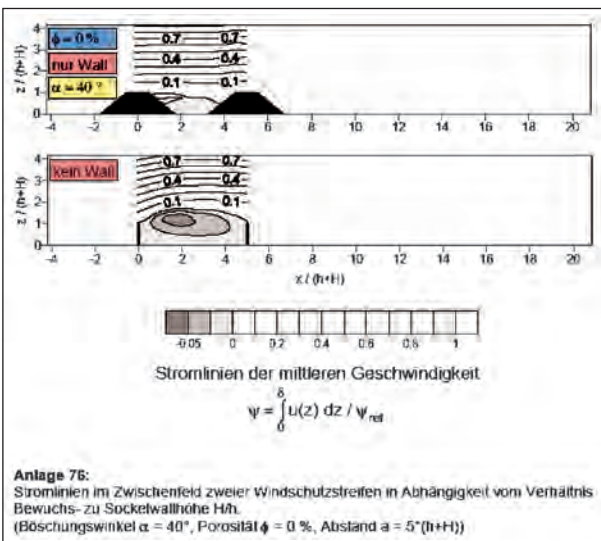 4
3
2
1
0
z / (h+H)
ϕ = 0 %
nur Wall
α = 40 °
0.7 0.7
0.4 0.4
0.1 0.1
-4 -2 0 2 4 6 8 10 12 14 16 18 20
4
3
2
1
0
z / (h+H)
kein Wall
0.7 0.7
0.4 0.4
0.1 0.1
-4 -2 0 2 4 6 8 10 12 14 16 18 20
x / (h+H)
-0.05 0 0.2 0.4 0.6 0.8 1
Stromlinien der mittleren Geschwindigkeit
ψ = ∫ u(z) dz / ψref
Anlage 76:
Stromlinien im Zwischenfeld zweier Windschutzstreifen in Abhängigkeit vom Verhältnis
Bewuchs- zu Sockelwallhöhe H/h.
(Böschungswinkel α = 40°, Porosität ϕ = 0 %, Abstand a = 5*(h+H))